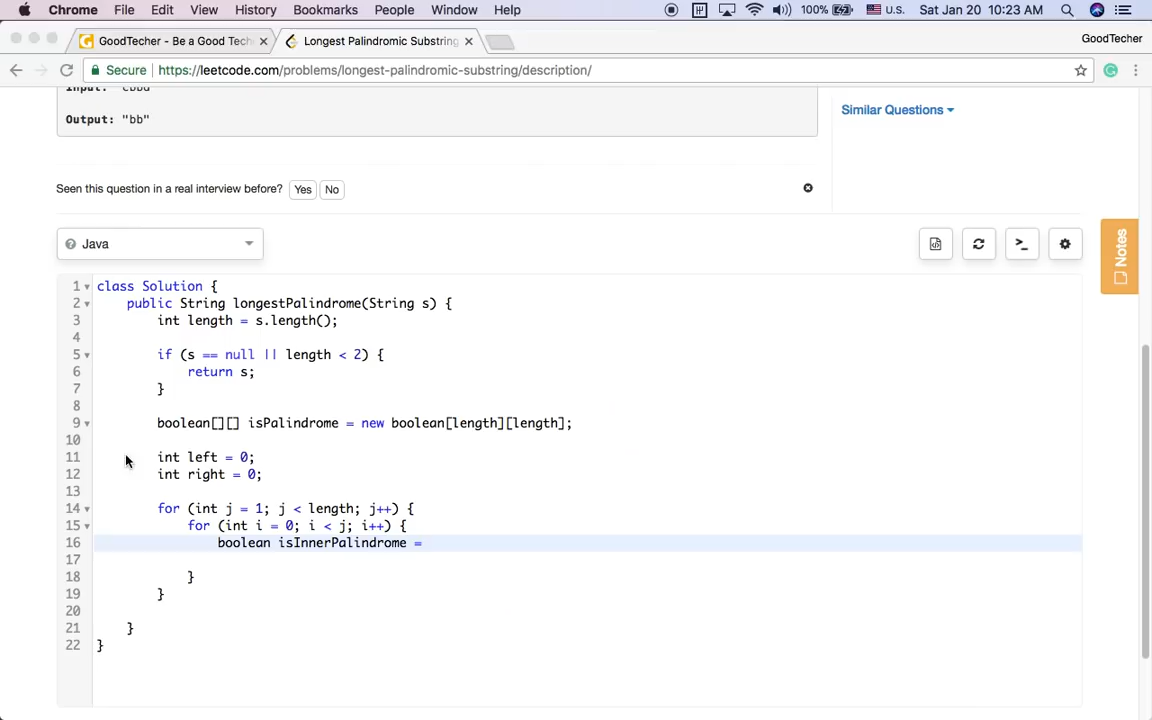 Chrome File Edit View History Bookmarks People Window Help 100% U.S. Sat Jan 20 10:23 AM
GoodTecher - Be a Good Tech Longest Palindromic Substring GoodTecher
Secure https://leetcode.com/problems/longest-palindromic-substring/description/
Input: "cbbd"
Similar Questions
Output: "bb"
Seen this question in a real interview before? Yes No
Notes
Java
1 class Solution {
2 public String longestPalindrome(String s) {
3 int length = s.length();
4
5 if (s == null || length < 2) {
6 return s;
7 }
8
9 boolean[][] isPalindrome = new boolean[length][length];
10
11 int left = 0;
12 int right = 0;
13
14 for (int j = 1; j < length; j++) {
15 for (int i = 0; i < j; i++) {
16 boolean isInnerPalindrome =
17
18 }
19 }
20
21 }
22 }